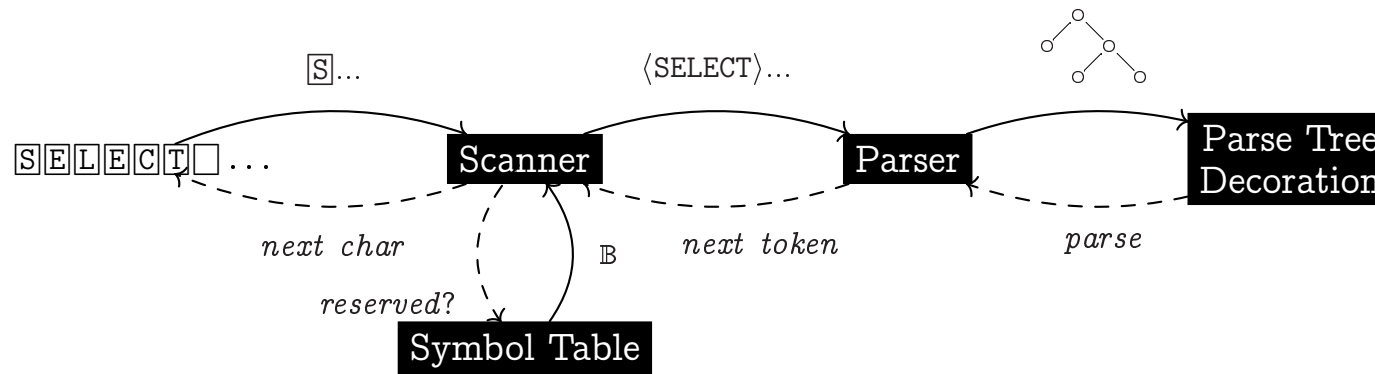 S...
⟨SELECT⟩...
SELECT ...
Scanner
Parser
Parse Tree
Decoration
next char
𝔹
next token
parse
reserved?
Symbol Table